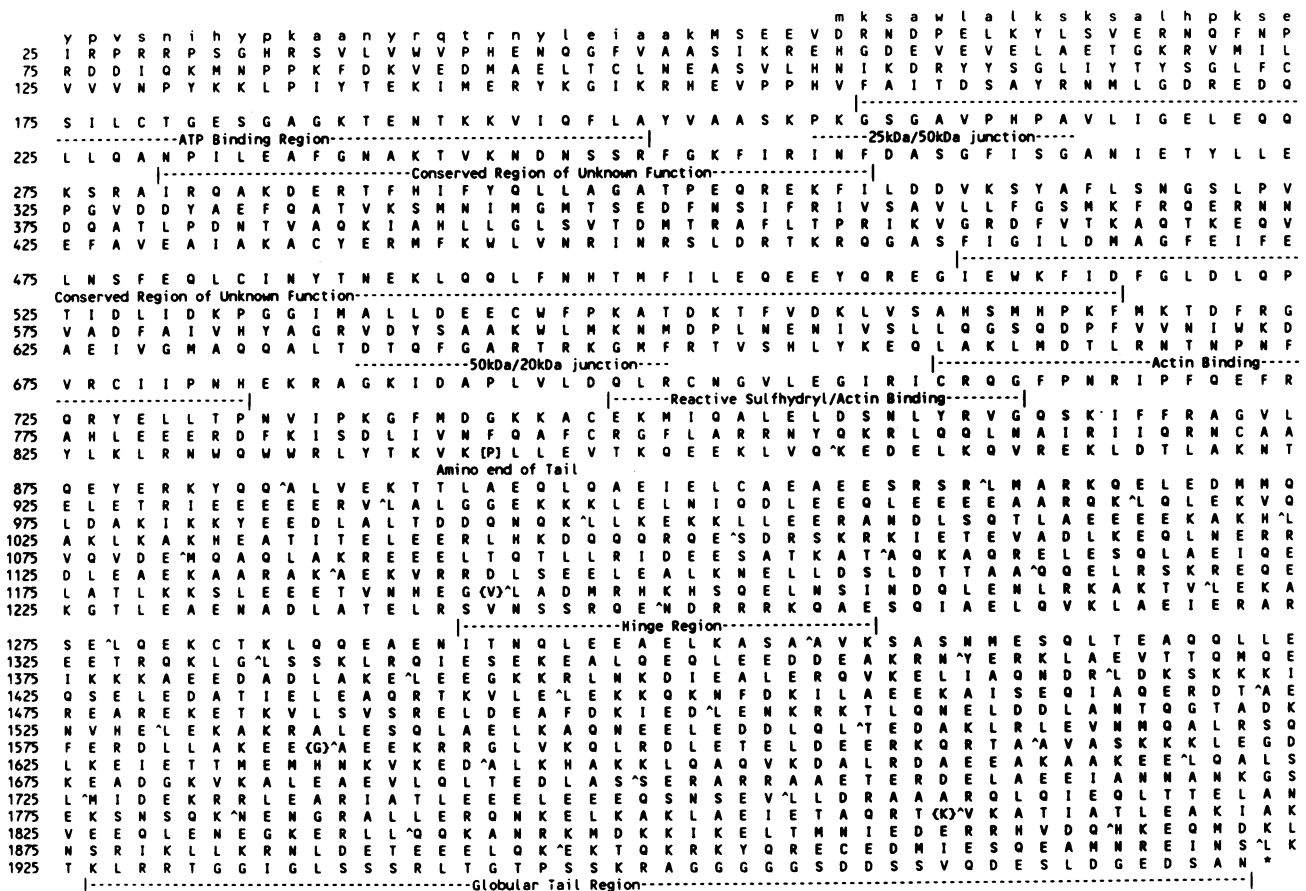 m k s a w l a l k s k s a l h p k s e
y p v s n i h y p k a a n y r q t r n y l e i a a k M S E E V D R N D P E L K Y L S V E R N Q F N P
25 I R P R R P S G H R S V L V W V P H E N Q G F V A A S I K R E H G D E V E V E L A E T G K R V M I L
75 R D D I Q K M N P P K F D K V E D M A E L T C L N E A S V L H N I K D R Y Y S G L I Y T Y S G L F C
125 V V V N P Y K K L P I Y T E K I M E R Y K G I K R H E V P P H V F A I T D S A Y R N M L G D R E D Q
|--------------------
175 S I L C T G E S G A G K T E N T K K V I Q F L A Y V A A S K P K G S G A V P H P A V L I G E L E Q Q
------------ATP Binding Region------------------------------| ------25kDa/50kDa junction------
225 L L Q A N P I L E A F G N A K T V K N D N S S R F G K F I R I N F D A S G F I S G A N I E T Y L L E
|------------------------Conserved Region of Unknown Function---------------|
275 K S R A I R Q A K D E R T F H I F Y Q L L A G A T P E Q R E K F I L D D V K S Y A F L S N G S L P V
325 P G V D D Y A E F Q A T V K S M N I M G M T S E D F N S I F R I V S A V L L F G S M K F R Q E R N N
375 D Q A T L P D N T V A Q K I A H L L G L S V T D M T R A F L T P R I K V G R D F V T K A Q T K E Q V
425 E F A V E A I A K A C Y E R M F K W L V N R I N R S L D R T K R Q G A S F I G I L D M A G F E I F E
|--------------------
475 L N S F E Q L C I N Y T N E K L Q Q L F N H T M F I L E Q E E Y Q R E G I E W K F I D F G L D L Q P
Conserved Region of Unknown Function------------------------------------------------|
525 T I D L I D K P G G I M A L L D E E C W F P K A T D K T F V D K L V S A H S M H P K F M K T D F R G
575 V A D F A I V H Y A G R V D Y S A A K W L M K N M D P L N E N I V S L L Q G S Q D P F V V N I W K D
625 A E I V G M A Q Q A L T D T Q F G A R T R K G M F R T V S H L Y K E Q L A K L M D T L R N T N P N F
------50kDa/20kDa junction------ |----------------Actin Binding-----
675 V R C I I P N H E K R A G K I D A P L V L D Q L R C N G V L E G I R I C R Q G F P N R I P F Q E F R
-----------------| |------Reactive Sulfhydryl/Actin Binding-------|
725 Q R Y E L L T P N V I P K G F M D G K K A C E K M I Q A L E L D S N L Y R V G Q S K I F F R A G V L
775 A H L E E E R D F K I S D L I V N F Q A F C R G F L A R R N Y Q K R L Q Q L N A I R I I Q R N C A A
825 Y L K L R N W Q W W R L Y T K V K [P] L L E V T K Q E E K L V Q ^K E D E L K Q V R E K L D T L A K N T
Amino end of Tail
875 Q E Y E R K Y Q Q ^A L V E K T T L A E Q L Q A E I E L C A E A E E S R S R ^L M A R K Q E L E D M M Q
925 E L E T R I E E E E E R V ^L A L G G E K K K L E L N I Q D L E E Q L E E E E A A R Q K ^L Q L E K V Q
975 L D A K I K K Y E E D L A L T D D Q N Q K ^L L K E K K L L E E R A N D L S Q T L A E E E E K A K H ^L
1025 A K L K A K H E A T I T E L E E R L H K D Q Q Q R Q E ^S D R S K R K I E T E V A D L K E Q L N E R R
1075 V Q V D E ^M Q A Q L A K R E E E L T Q T L L R I D E E S A T K A T ^A Q K A Q R E L E S Q L A E I Q E
1125 D L E A E K A A R A K ^A E K V R R D L S E E L E A L K N E L L D S L D T T A A ^Q Q E L R S K R E Q E
1175 L A T L K K S L E E E T V N H E G {V} ^L A D M R H K H S Q E L N S I N D Q L E N L R K A K T V ^L E K A
1225 K G T L E A E N A D L A T E L R S V N S S R Q E ^N D R R R K Q A E S Q I A E L Q V K L A E I E R A R
|----------------Hinge Region---------------|
1275 S E ^L Q E K C T K L Q Q E A E N I T N Q L E E A E L K A S A ^A V K S A S N M E S Q L T E A Q Q L L E
1325 E E T R Q K L G ^L S S K L R Q I E S E K E A L Q E Q L E E D D E A K R N ^Y E R K L A E V T T Q M Q E
1375 I K K K A E E D A D L A K E ^L E E G K K R L N K D I E A L E R Q V K E L I A Q N D R ^L D K S K K K I
1425 Q S E L E D A T I E L E A Q R T K V L E ^L E K K Q K N F D K I L A E E K A I S E Q I A Q E R D T ^A E
1475 R E A R E K E T K V L S V S R E L D E A F D K I E D ^L E N K R K T L Q N E L D D L A N T Q G T A D K
1525 N V H E ^L E K A K R A L E S Q L A E L K A Q N E E L E D D L Q L ^T E D A K L R L E V N M Q A L R S Q
1575 F E R D L L A K E E {G} ^A E E K R R G L V K Q L R D L E T E L D E E R K Q R T A ^A V A S K K K L E G D
1625 L K E I E T T M E M H N K V K E D ^A L K H A K K L Q A Q V K D A L R D A E E A K A A K E E ^L Q A L S
1675 K E A D G K V K A L E A E V L Q L T E D L A S ^S E R A R R A A E T E R D E L A E E I A N N A N K G S
1725 L ^M I D E K R R L E A R I A T L E E E L E E E Q S N S E V ^L L D R A A A R Q L Q I E Q L T T E L A N
1775 E K S N S Q K ^N E N G R A L L E R Q N K E L K A K L A E I E T A Q R T {K} ^V K A T I A T L E A K I A K
1825 V E E Q L E N E G K E R L L ^Q Q K A N R K M D K K I K E L T M N I E D E R R H V D Q ^H K E Q M D K L
1875 N S R I K L L K R N L D E T E E E L Q K ^E K T Q K R K Y Q R E C E D M I E S Q E A M N R E I N S ^L K
1925 T K L R R T G G I G L S S S R L T G T P S S K R A G G G G G S D D S S V Q D E S L D G E D S A N *
|------------------------------------------Globular Tail Region------------------------------------------|